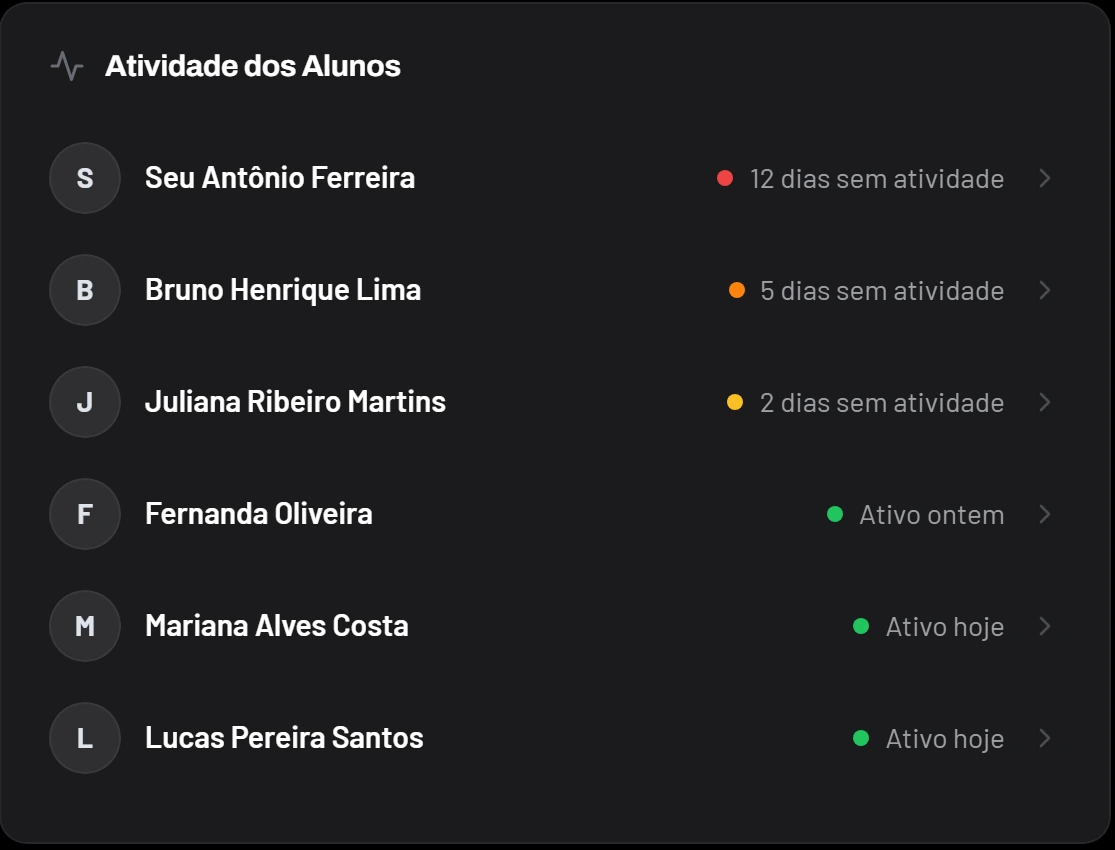 Atividade dos Alunos
S Seu Antônio Ferreira 12 dias sem atividade
B Bruno Henrique Lima 5 dias sem atividade
J Juliana Ribeiro Martins 2 dias sem atividade
F Fernanda Oliveira Ativo ontem
M Mariana Alves Costa Ativo hoje
L Lucas Pereira Santos Ativo hoje